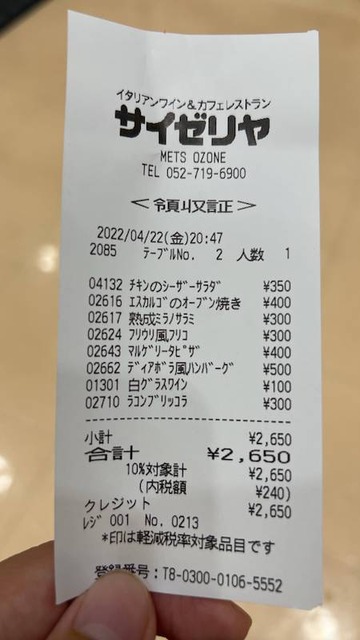 イタリアンワイン&カフェレストラン
サイゼリヤ
METS OZONE
TEL 052-719-6900
＜領収証＞
2022/04/22(金)20:47
2085 ﾃｰﾌﾞﾙNo. 2 人数 1
04132 ﾁｷﾝのｼｰｻﾞｰｻﾗﾀﾞ ¥350
02616 ｴｽｶﾙｺﾞのｵｰﾌﾞﾝ焼き ¥400
02617 熟成ﾐﾗﾉｻﾗﾐ ¥300
02624 ﾌﾘｳﾘ風ﾌﾘｺ ¥300
02643 ﾏﾙｹﾞﾘｰﾀﾋﾟｻﾞ ¥400
02662 ﾃﾞｨｱﾎﾞﾗ風ﾊﾝﾊﾞｰｸﾞ ¥500
01301 白ｸﾞﾗｽﾜｲﾝ ¥100
02710 ﾗｺﾝﾌﾞﾘｯｺﾗ ¥300
小計 ¥2,650
合計 ¥2,650
10%対象計 ¥2,650
(内税額 ¥240)
クレジット ¥2,650
ﾚｼﾞ 001 No. 0213
*印は軽減税率対象品目です
登録番号：T8-0300-0106-5552